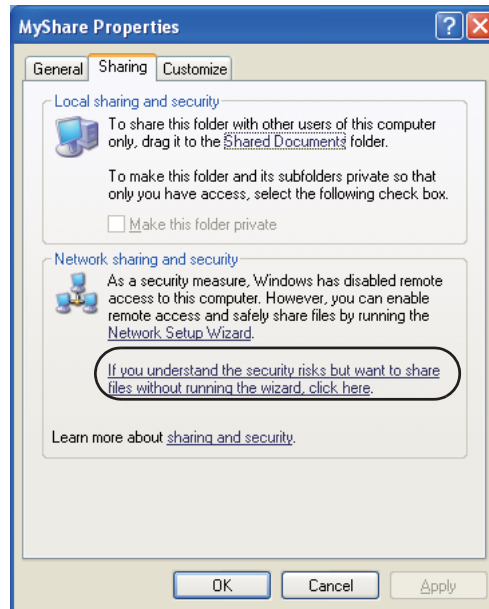 MyShare Properties
General Sharing Customize
Local sharing and security
To share this folder with other users of this computer
only, drag it to the Shared Documents folder.
To make this folder and its subfolders private so that
only you have access, select the following check box.
Make this folder private
Network sharing and security
As a security measure, Windows has disabled remote
access to this computer. However, you can enable
remote access and safely share files by running the
Network Setup Wizard.
If you understand the security risks but want to share
files without running the wizard, click here.
Learn more about sharing and security.
OK Cancel Apply